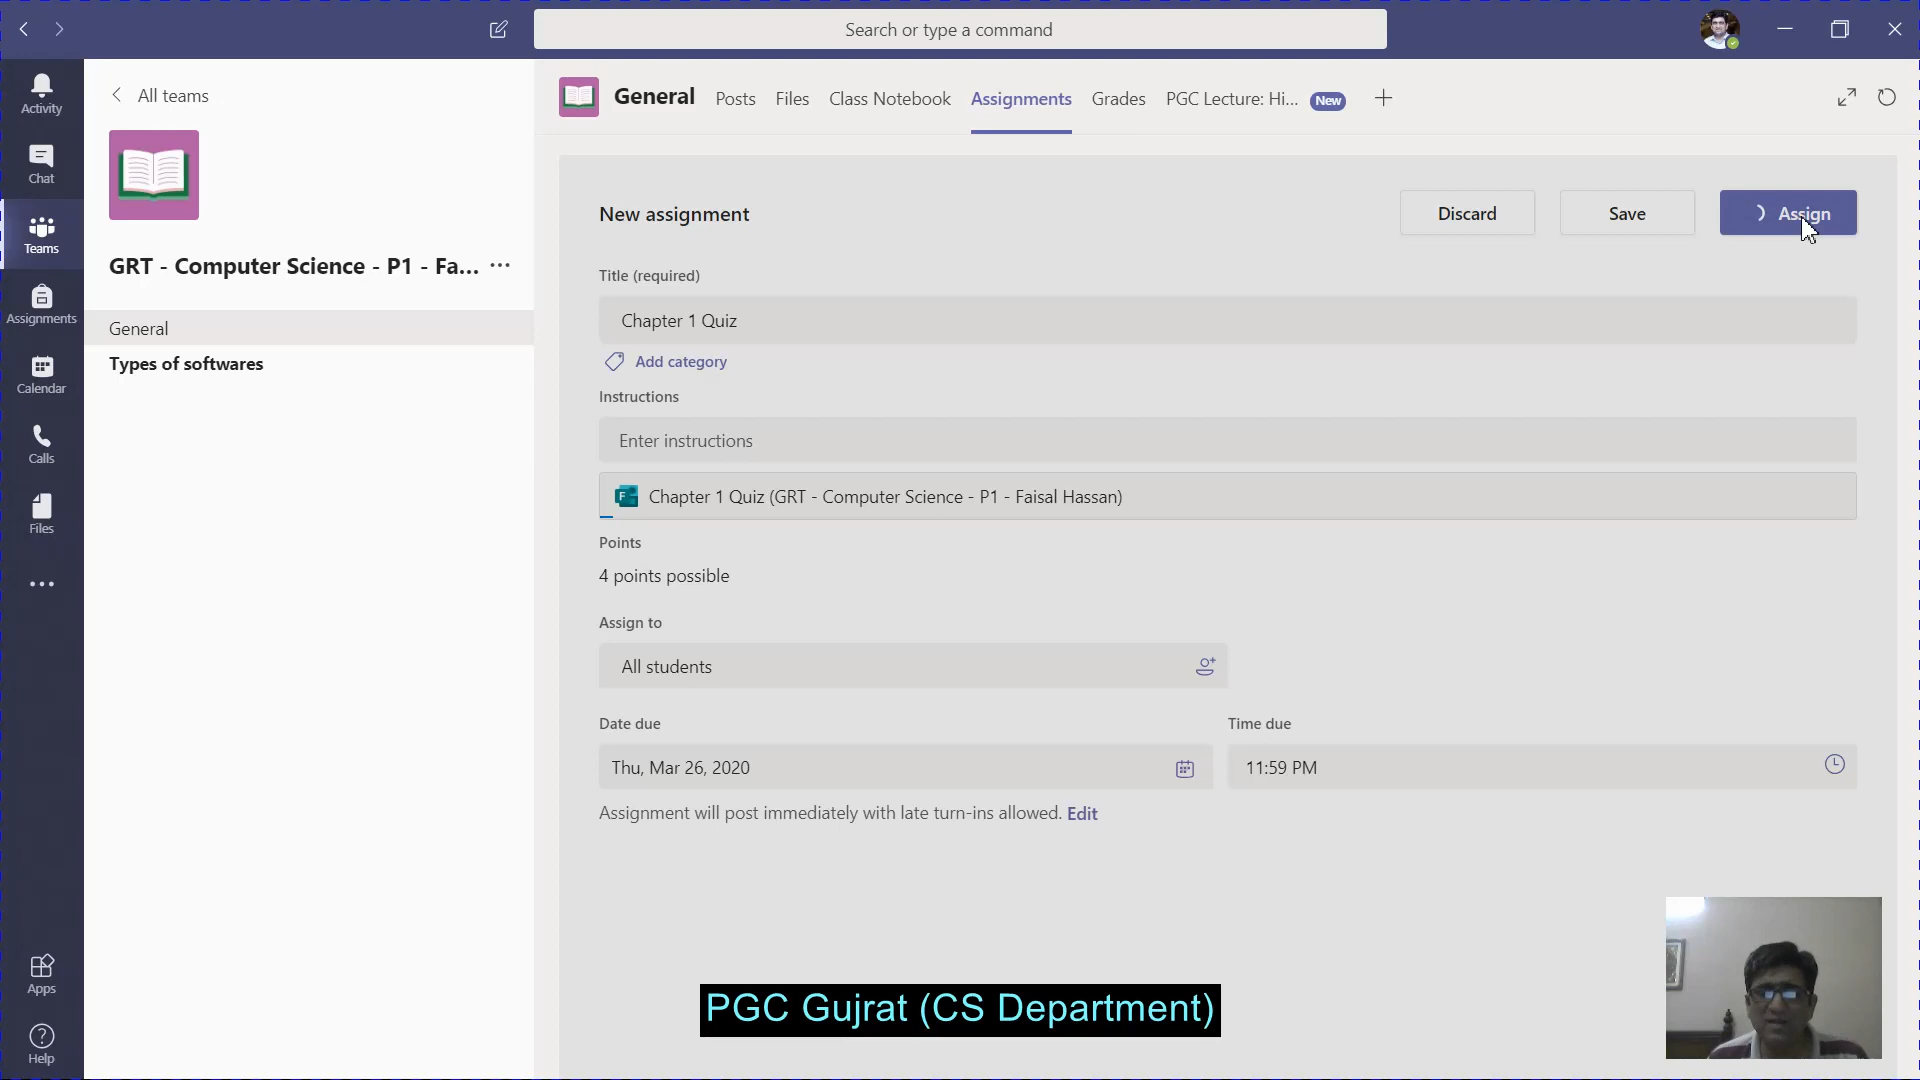 Search or type a command
Activity
Chat
Teams
Assignments
Calendar
Calls
Files
Apps
Help
All teams
GRT - Computer Science - P1 - Fa...
General
Types of softwares
General
Posts
Files
Class Notebook
Assignments
Grades
PGC Lecture: Hi...
New
New assignment
Discard
Save
Assign
Title (required)
Chapter 1 Quiz
Add category
Instructions
Enter instructions
F
Chapter 1 Quiz (GRT - Computer Science - P1 - Faisal Hassan)
Points
4 points possible
Assign to
All students
Date due
Time due
Thu, Mar 26, 2020
11:59 PM
Assignment will post immediately with late turn-ins allowed. Edit
PGC Gujrat (CS Department)